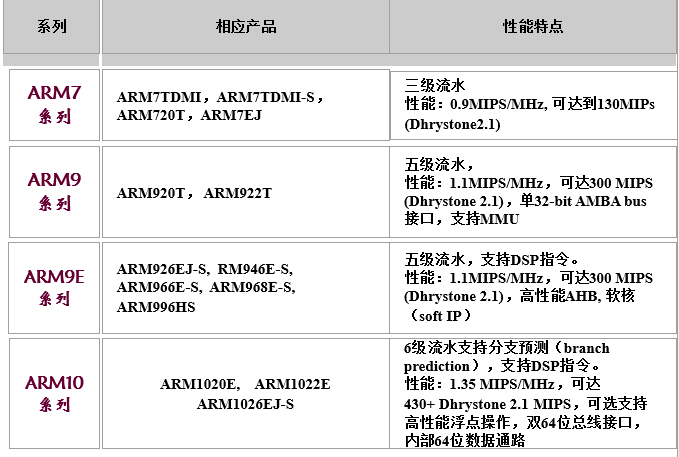 系列 相应产品 性能特点
ARM7
系列
ARM7TDMI，ARM7TDMI-S，
ARM720T，ARM7EJ
三级流水
性能：0.9MIPS/MHz, 可达到130MIPs
(Dhrystone2.1)
ARM9
系列
ARM920T， ARM922T
五级流水，
性能：1.1MIPS/MHz，可达300 MIPS
(Dhrystone 2.1)，单32-bit AMBA bus
接口，支持MMU
ARM9E
系列
ARM926EJ-S, RM946E-S,
ARM966E-S, ARM968E-S,
ARM996HS
五级流水，支持DSP指令。
性能：1.1MIPS/MHz，可达300 MIPS
(Dhrystone 2.1)，高性能AHB, 软核
（soft IP）
ARM10
系列
ARM1020E, ARM1022E
ARM1026EJ-S
6级流水支持分支预测（branch
prediction），支持DSP指令。
性能：1.35 MIPS/MHz，可达
430+ Dhrystone 2.1 MIPS，可选支持
高性能浮点操作，双64位总线接口，
内部64位数据通路